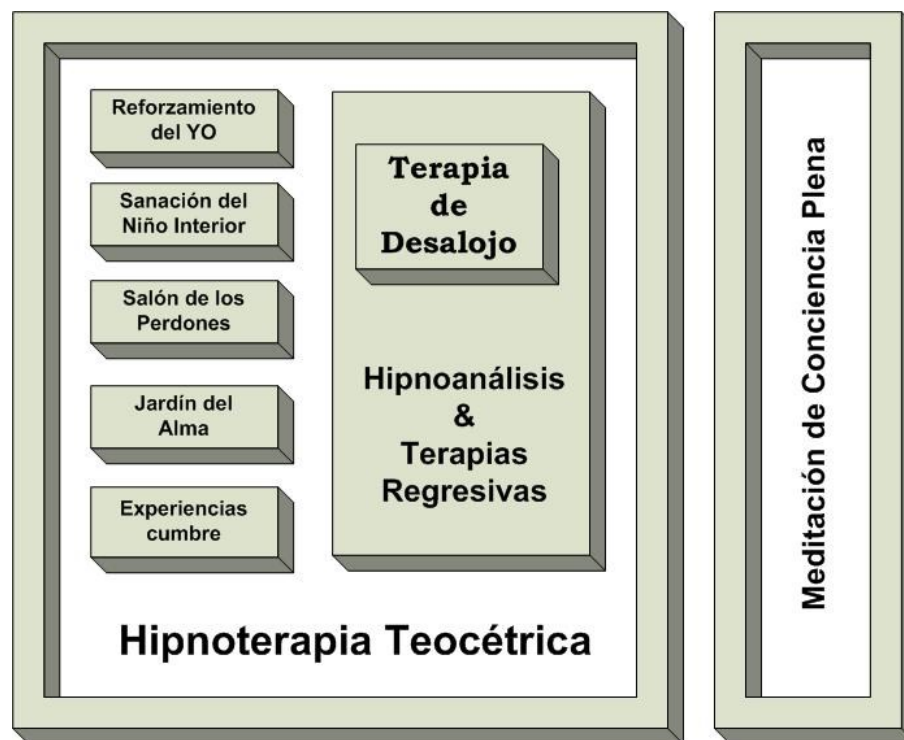 Reforzamiento
del YO
Sanación del
Niño Interior
Salón de los
Perdones
Jardín del
Alma
Experiencias
cumbre
Terapia
de
Desalojo
Hipnoanálisis
&
Terapias
Regresivas
Hipnoterapia Teocétrica
Meditación de Conciencia Plena